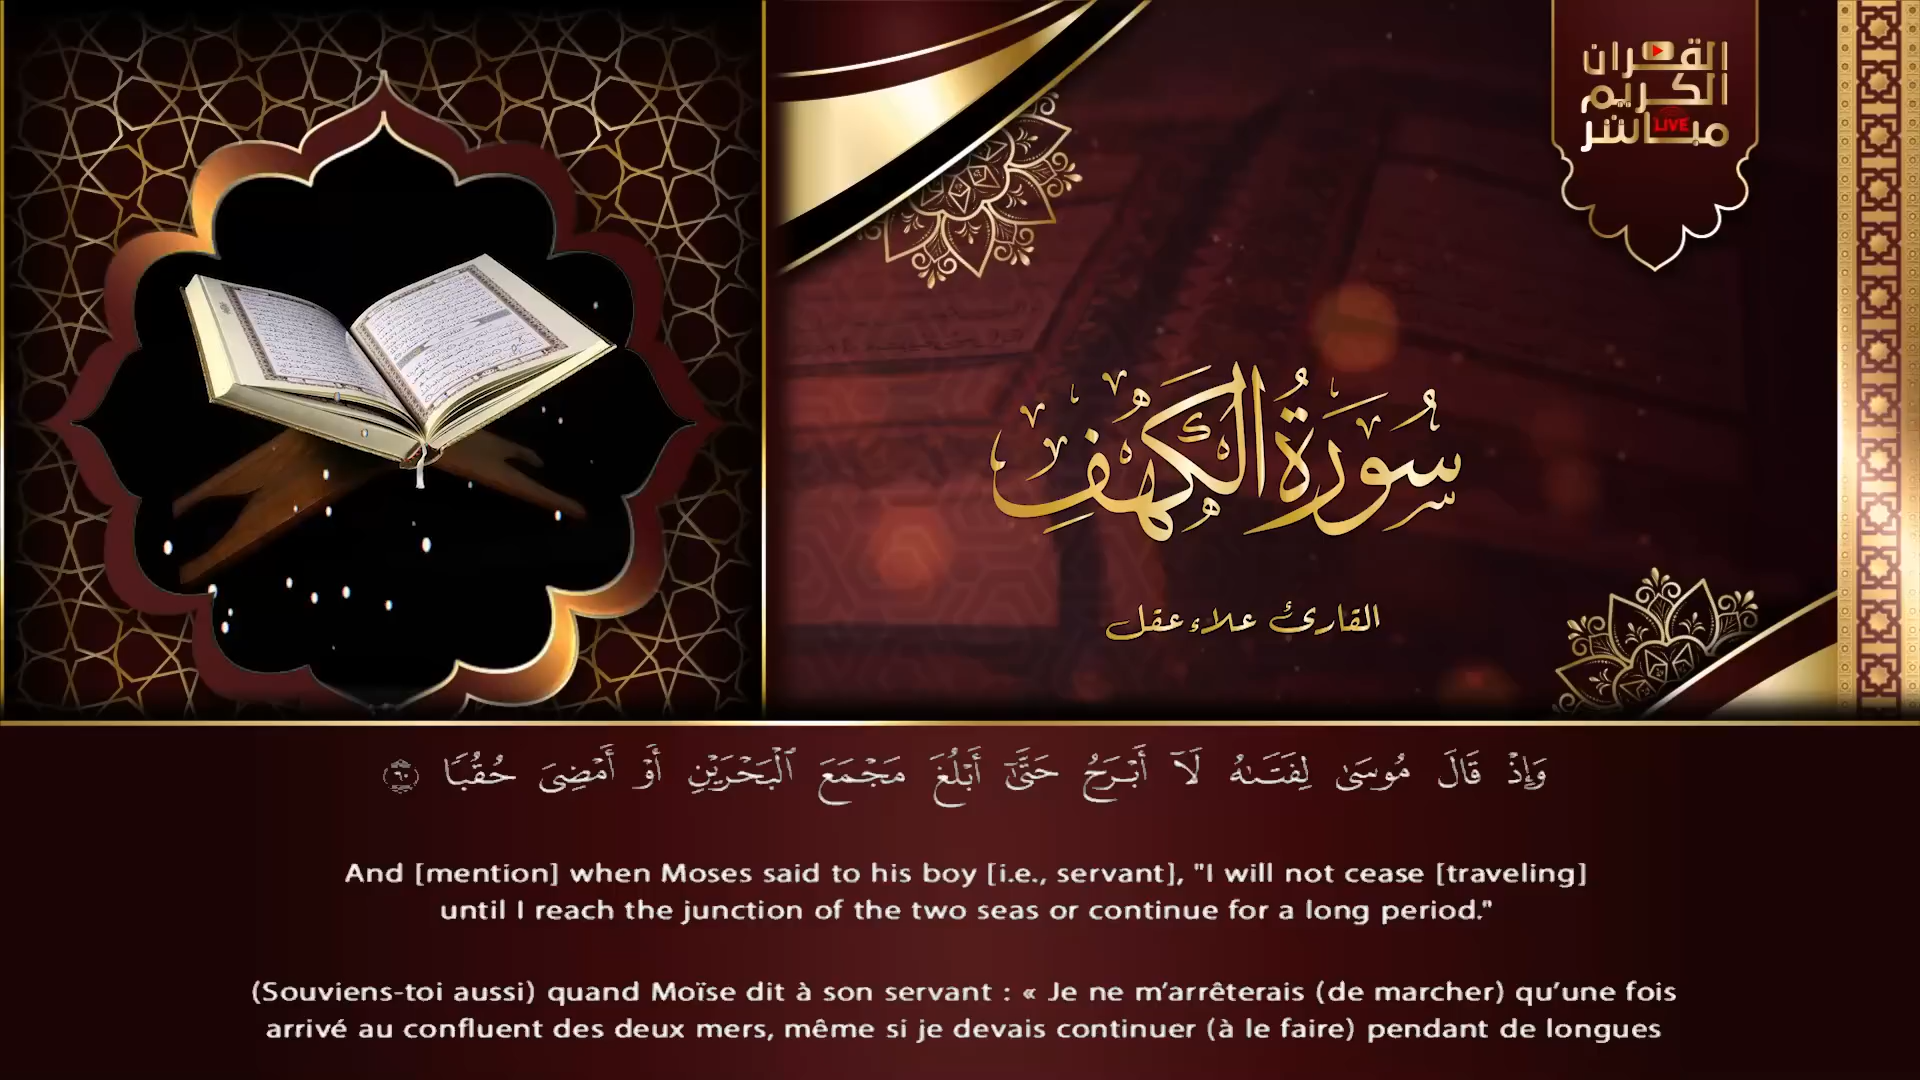 القرآن
الكريم
مباشر
LIVE
سُورَةُ الكَهْفِ
القارئ علاء عقل
وَإِذْ قَالَ مُوسَىٰ لِفَتَىٰهُ لَآ أَبْرَحُ حَتَّىٰٓ أَبْلُغَ مَجْمَعَ ٱلْبَحْرَيْنِ أَوْ أَمْضِىَ حُقُبًا ٦٠
And [mention] when Moses said to his boy [i.e., servant], "I will not cease [traveling]
until I reach the junction of the two seas or continue for a long period."
(Souviens-toi aussi) quand Moïse dit à son servant : « Je ne m’arrêterais (de marcher) qu’une fois
arrivé au confluent des deux mers, même si je devais continuer (à le faire) pendant de longues